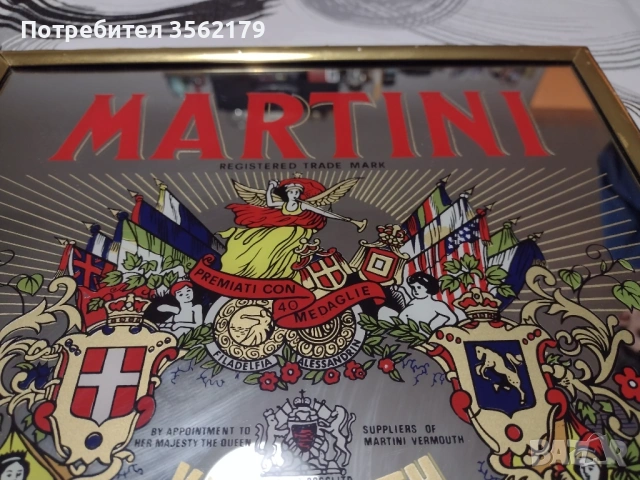 Потребител 3562179
MARTINI
REGISTERED TRADE MARK
PREMIATI CON
40
MEDAGLIE
FILADELFIA
ALESSANDRIA
BY APPOINTMENT TO
HER MAJESTY THE QUEEN
SUPPLIERS OF
MARTINI VERMOUTH